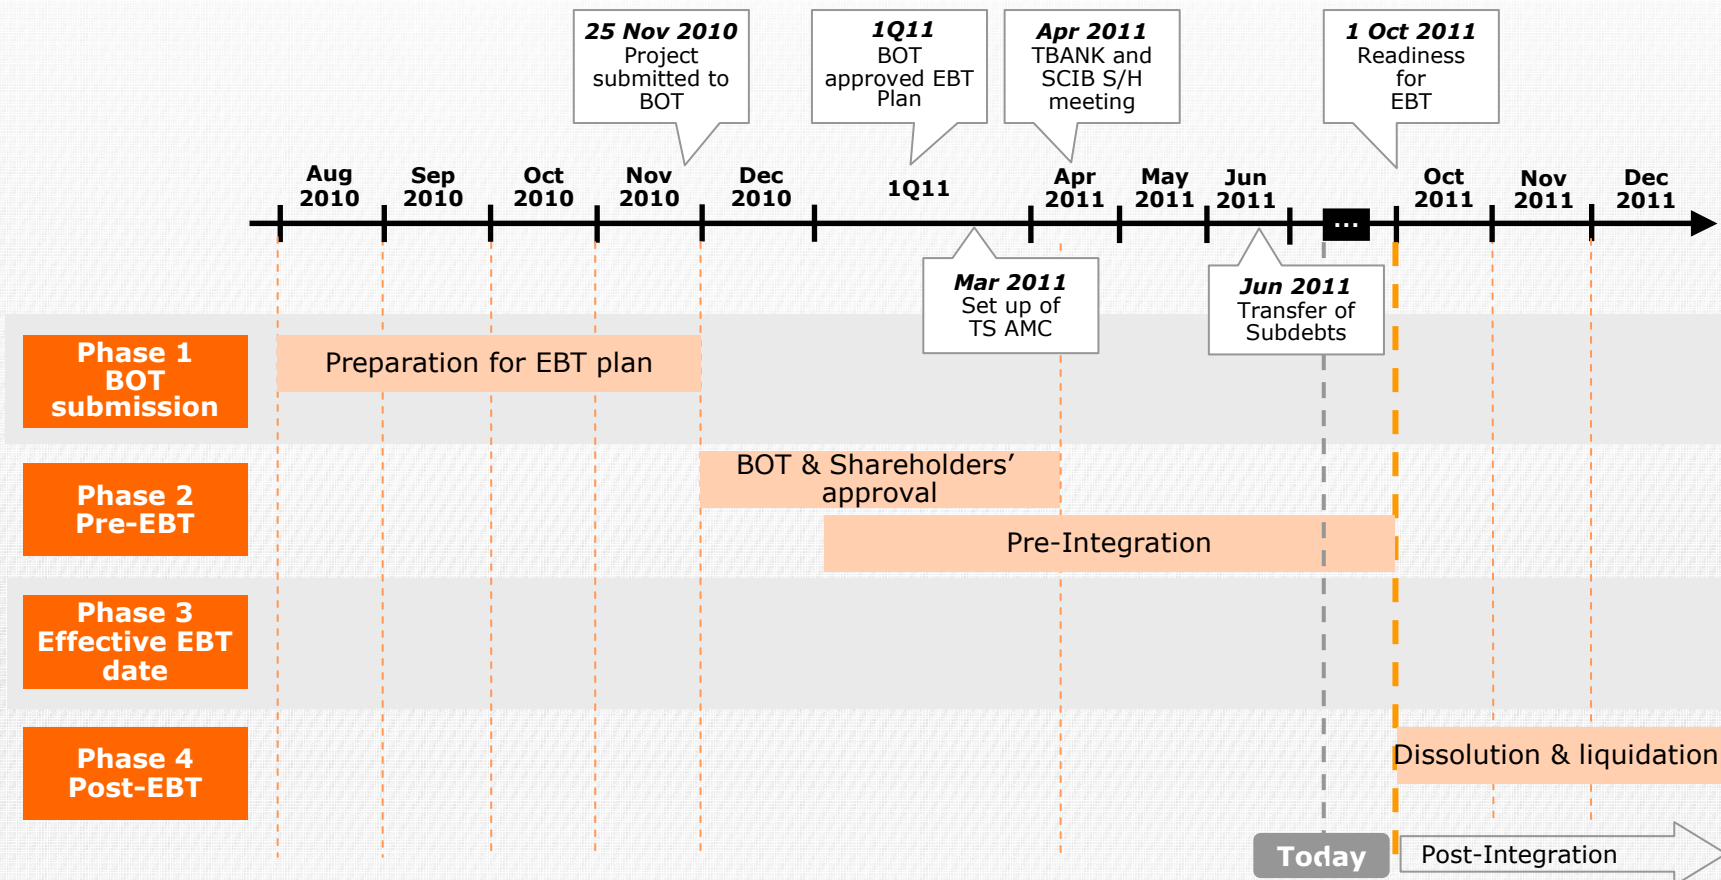 25 Nov 2010
Project
submitted to
BOT
1Q11
BOT
approved EBT
Plan
Apr 2011
TBANK and
SCIB S/H
meeting
1 Oct 2011
Readiness
for
EBT
Aug
2010
Sep
2010
Oct
2010
Nov
2010
Dec
2010
1Q11
Apr
2011
May
2011
Jun
2011
...
Oct
2011
Nov
2011
Dec
2011
Mar 2011
Set up of
TS AMC
Jun 2011
Transfer of
Subdebts
Phase 1
BOT
submission
Preparation for EBT plan
Phase 2
Pre-EBT
BOT & Shareholders’
approval
Pre-Integration
Phase 3
Effective EBT
date
Phase 4
Post-EBT
Dissolution & liquidation
Today
Post-Integration